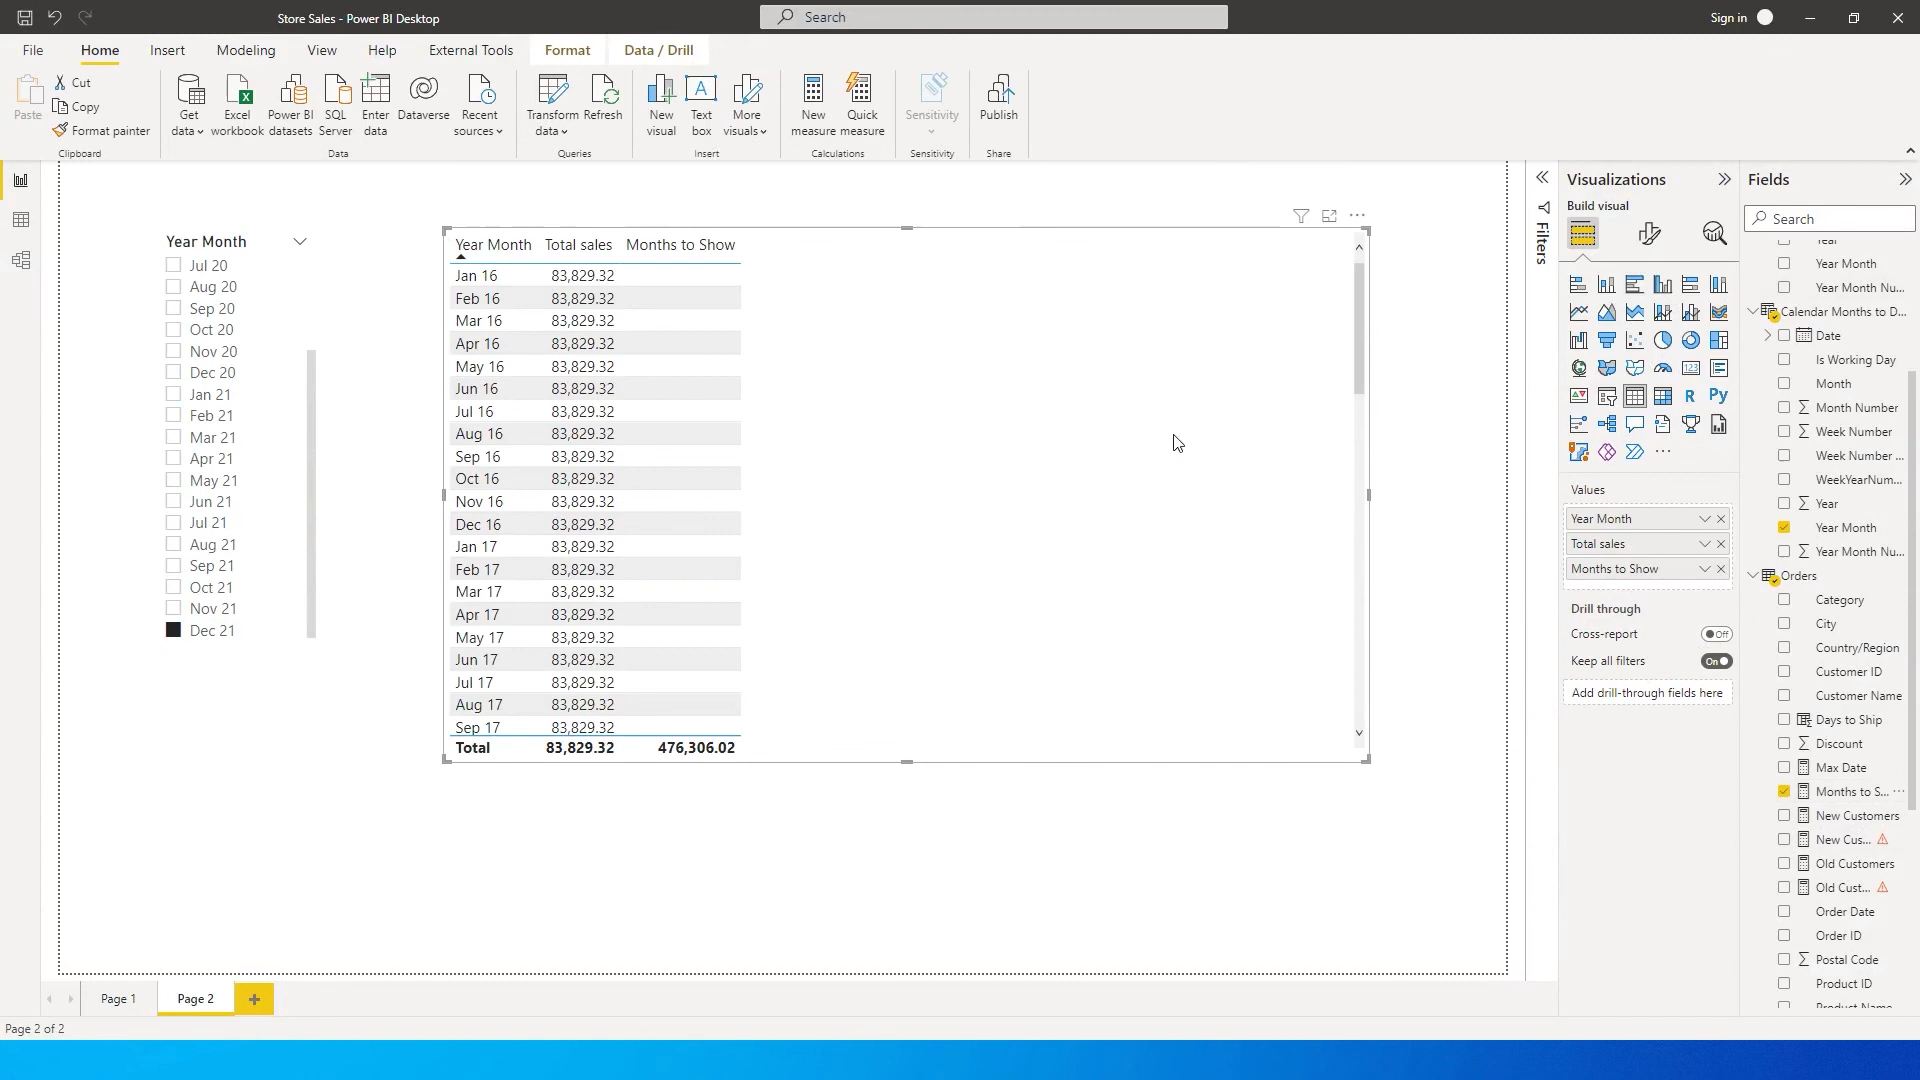 Store Sales - Power BI Desktop
Search
Sign in
File
Home
Insert
Modeling
View
Help
External Tools
Format
Data / Drill
Paste
Cut
Copy
Format painter
Clipboard
Get data
Excel workbook
Power BI datasets
SQL Server
Enter data
Dataverse
Recent sources
Data
Transform data
Refresh
Queries
New visual
Text box
More visuals
Insert
New measure
Quick measure
Calculations
Sensitivity
Sensitivity
Publish
Share
Year Month
Jul 20
Aug 20
Sep 20
Oct 20
Nov 20
Dec 20
Jan 21
Feb 21
Mar 21
Apr 21
May 21
Jun 21
Jul 21
Aug 21
Sep 21
Oct 21
Nov 21
Dec 21
Year Month Total sales Months to Show
Jan 16 83,829.32
Feb 16 83,829.32
Mar 16 83,829.32
Apr 16 83,829.32
May 16 83,829.32
Jun 16 83,829.32
Jul 16 83,829.32
Aug 16 83,829.32
Sep 16 83,829.32
Oct 16 83,829.32
Nov 16 83,829.32
Dec 16 83,829.32
Jan 17 83,829.32
Feb 17 83,829.32
Mar 17 83,829.32
Apr 17 83,829.32
May 17 83,829.32
Jun 17 83,829.32
Jul 17 83,829.32
Aug 17 83,829.32
Sep 17 83,829.32
Total 83,829.32 476,306.02
Filters
Visualizations
Build visual
R
Py
123
Values
Year Month
Total sales
Months to Show
Drill through
Cross-report
Off
Keep all filters
On
Add drill-through fields here
Fields
Search
Year
Year Month
Year Month Nu...
Calendar Months to D...
Date
Is Working Day
Month
Month Number
Week Number
Week Number ...
WeekYearNum...
Year
Year Month
Year Month Nu...
Orders
Category
City
Country/Region
Customer ID
Customer Name
Days to Ship
Discount
Max Date
Months to S...
New Customers
New Cus...
Old Customers
Old Cust...
Order Date
Order ID
Postal Code
Product ID
Product Name
Page 1
Page 2
Page 2 of 2